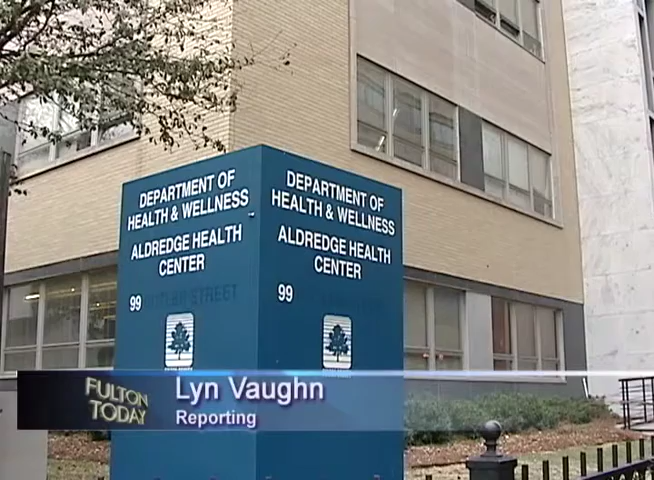 DEPARTMENT OF
HEALTH & WELLNESS
ALDREDGE HEALTH
CENTER
99
DEPARTMENT OF
HEALTH & WELLNESS
ALDREDGE HEALTH
CENTER
99
FULTON
TODAY
Lyn Vaughn
Reporting